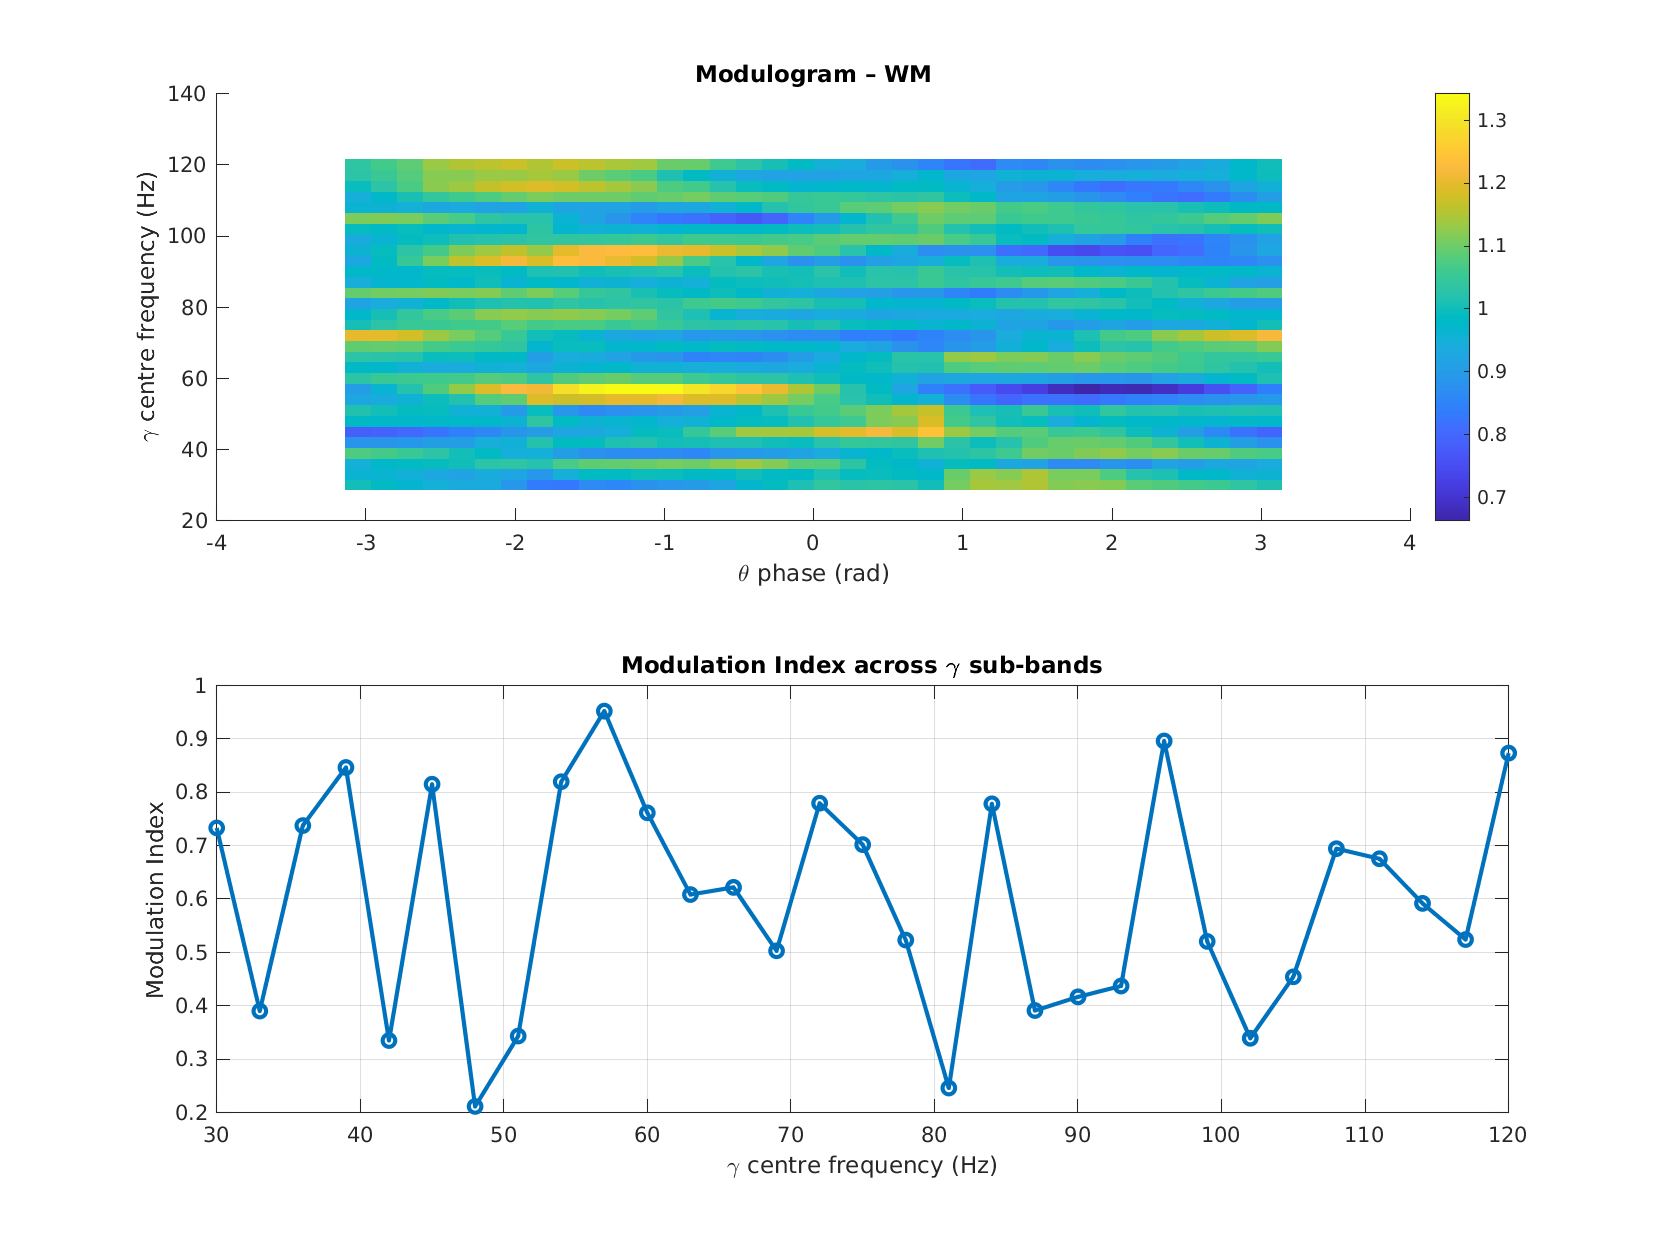 Modulogram – WM
140
120
100
80
60
40
20
γ centre frequency (Hz)
-4 -3 -2 -1 0 1 2 3 4
θ phase (rad)
1.3
1.2
1.1
1
0.9
0.8
0.7
Modulation Index across γ sub-bands
1
0.9
0.8
0.7
0.6
0.5
0.4
0.3
0.2
Modulation Index
30 40 50 60 70 80 90 100 110 120
γ centre frequency (Hz)